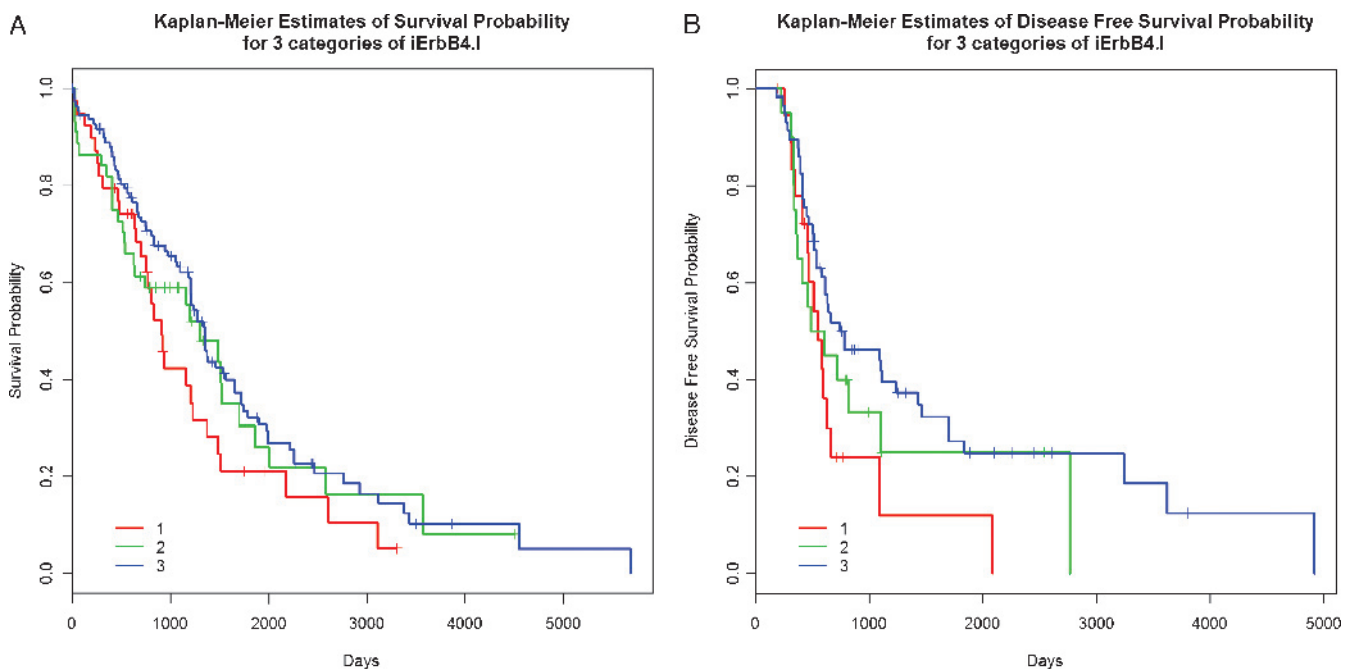 A
Kaplan-Meier Estimates of Survival Probability
for 3 categories of iErbB4.I
Survival Probability
1.0
0.8
0.6
0.4
0.2
0.0
1
2
3
0 1000 2000 3000 4000 5000
Days
B
Kaplan-Meier Estimates of Disease Free Survival Probability
for 3 categories of iErbB4.I
Disease Free Survival Probability
1.0
0.8
0.6
0.4
0.2
0.0
1
2
3
0 1000 2000 3000 4000 5000
Days